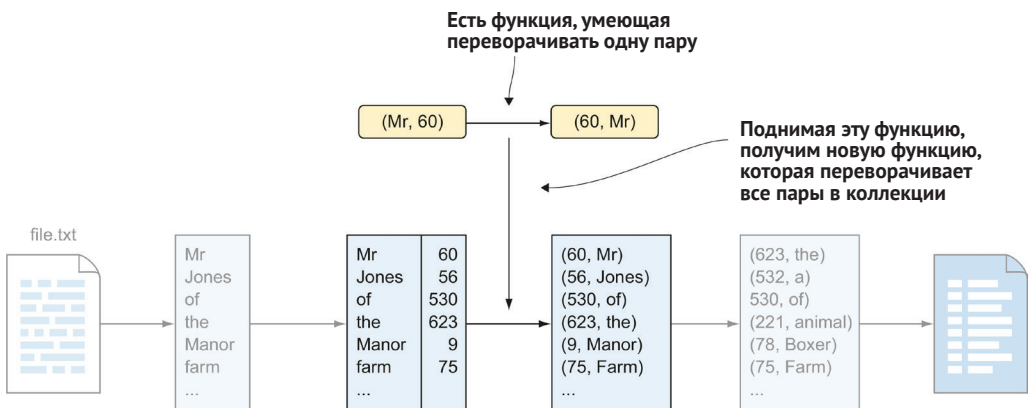 Есть функция, умеющая
переворачивать одну пару
(Mr, 60)
(60, Mr)
Поднимая эту функцию,
получим новую функцию,
которая переворачивает
все пары в коллекции
file.txt
Mr
Jones
of
the
Manor
farm
...
Mr 60
Jones 56
of 530
the 623
Manor 9
farm 75
...
(60, Mr)
(56, Jones)
(530, of)
(623, the)
(9, Manor)
(75, Farm)
...
(623, the)
(532, a)
530, of)
(221, animal)
(78, Boxer)
(75, Farm)
...